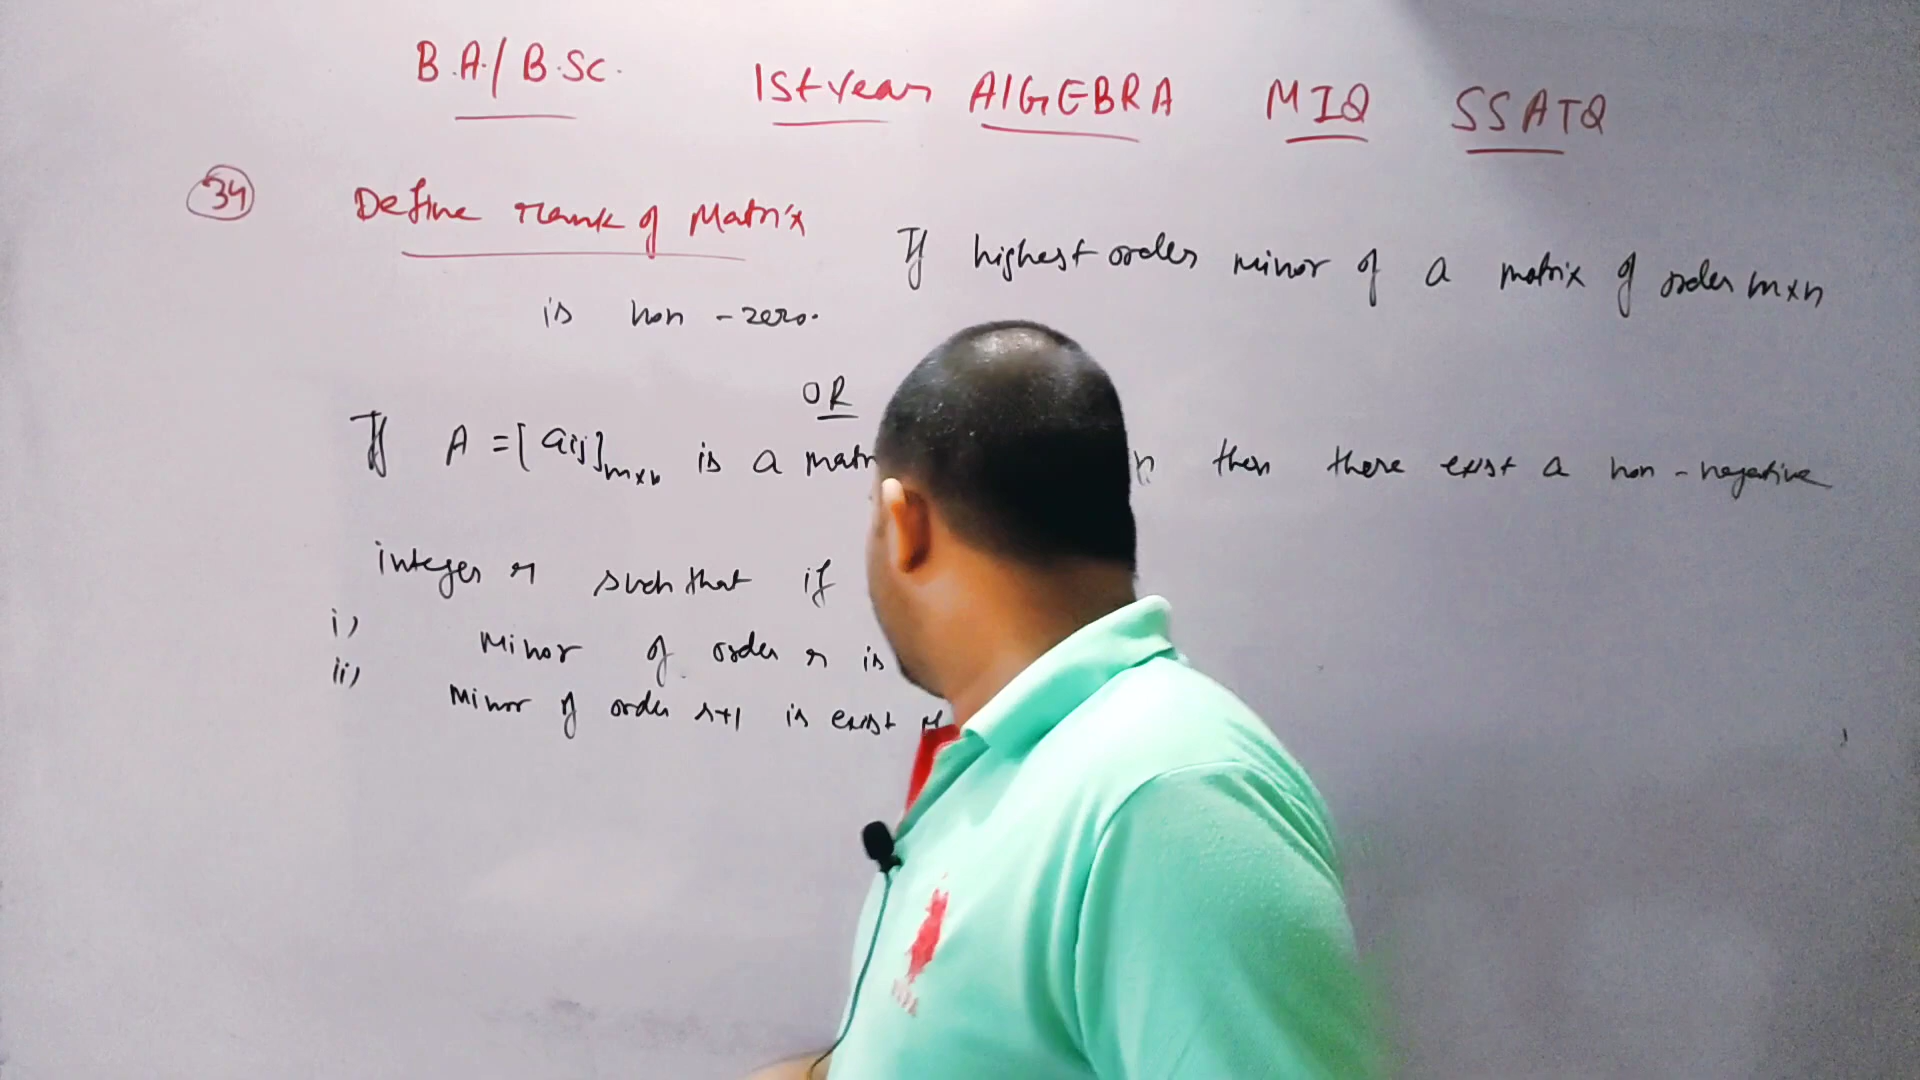 B.A./B.Sc. 1st year AlGEBRA MIQ SSATQ
34 Define rank of Matrix
If highest order minor of a matrix of order m×n
is non-zero.
OR
If A = [aij]m×n is a matr n then there exist a non-negative
integer r such that if
i) Minor of order r is
ii) Minor of order r+1 is exist